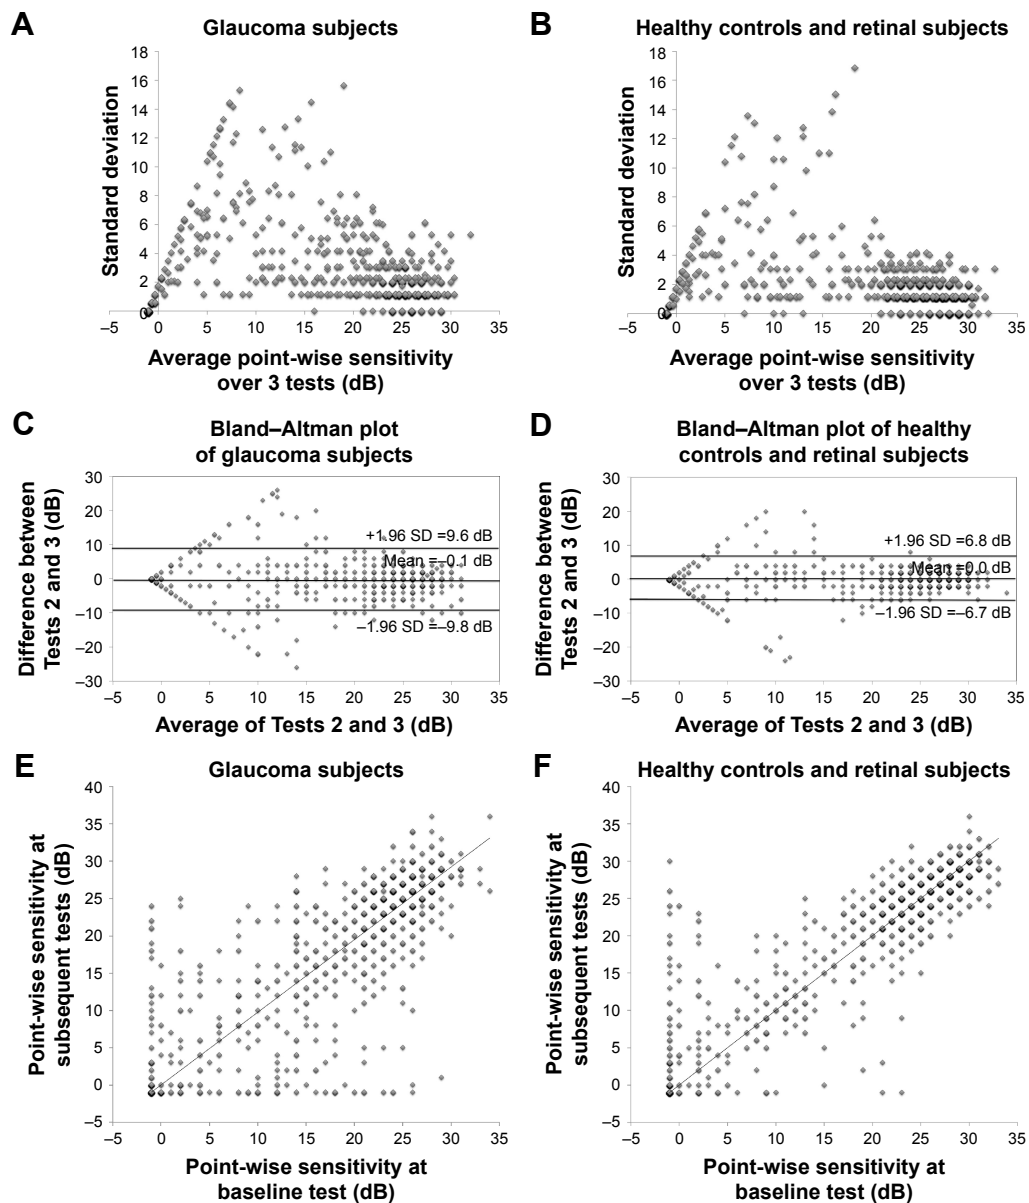 A
Glaucoma subjects
18
16
14
12
10
8
6
4
2
0
Standard deviation
–5 0 5 10 15 20 25 30 35
Average point-wise sensitivity
over 3 tests (dB)
B
Healthy controls and retinal subjects
18
16
14
12
10
8
6
4
2
0
Standard deviation
–5 0 5 10 15 20 25 30 35
Average point-wise sensitivity
over 3 tests (dB)
C
Bland–Altman plot
of glaucoma subjects
30
20
10
0
–10
–20
–30
Difference between
Tests 2 and 3 (dB)
+1.96 SD =9.6 dB
Mean =–0.1 dB
–1.96 SD =–9.8 dB
–5 0 5 10 15 20 25 30 35
Average of Tests 2 and 3 (dB)
D
Bland–Altman plot of healthy
controls and retinal subjects
30
20
10
0
–10
–20
–30
Difference between
Tests 2 and 3 (dB)
+1.96 SD =6.8 dB
Mean =0.0 dB
–1.96 SD =–6.7 dB
–5 0 5 10 15 20 25 30 35
Average of Tests 2 and 3 (dB)
E
Glaucoma subjects
40
35
30
25
20
15
10
5
0
–5
Point-wise sensitivity at
subsequent tests (dB)
–5 0 5 10 15 20 25 30 35
Point-wise sensitivity at
baseline test (dB)
F
Healthy controls and retinal subjects
40
35
30
25
20
15
10
5
0
–5
Point-wise sensitivity at
subsequent tests (dB)
–5 0 5 10 15 20 25 30 35
Point-wise sensitivity at
baseline test (dB)